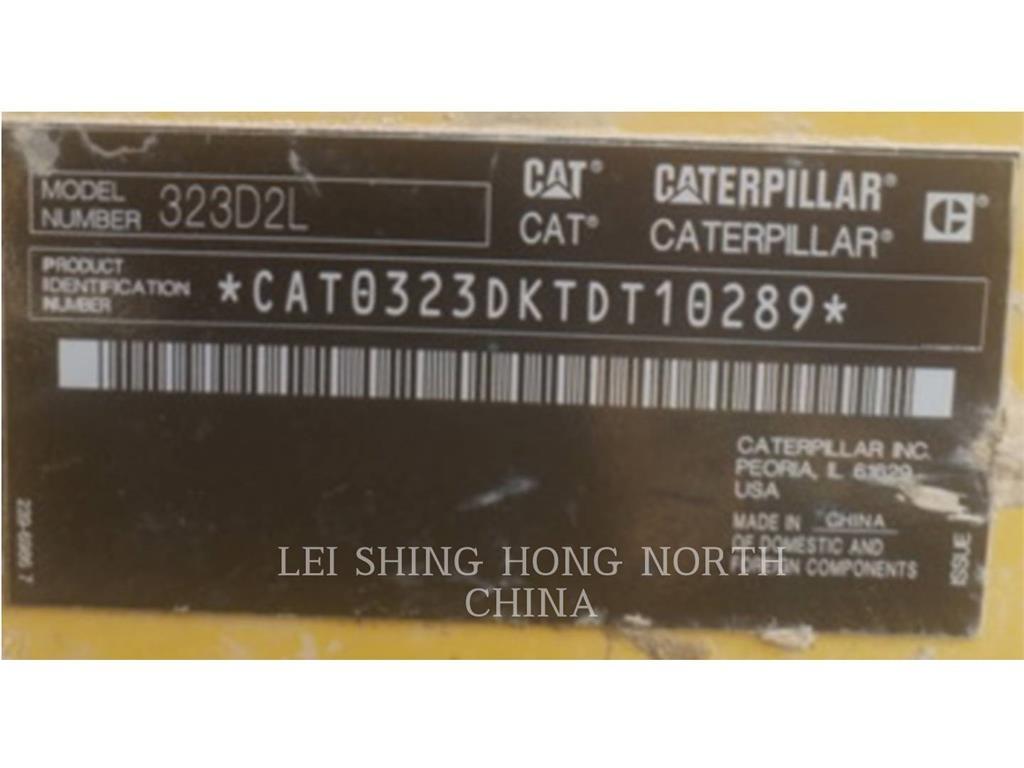 MODEL
NUMBER 323D2L
CAT® CATERPILLAR®
CAT® CATERPILLAR®
PRODUCT
IDENTIFICATION
NUMBER
*CAT0323DKTDT10289*
CATERPILLAR INC.
PEORIA, IL 61629
USA
MADE IN CHINA
OF DOMESTIC AND
FOREIGN COMPONENTS
ISSUE
LEI SHING HONG NORTH
CHINA